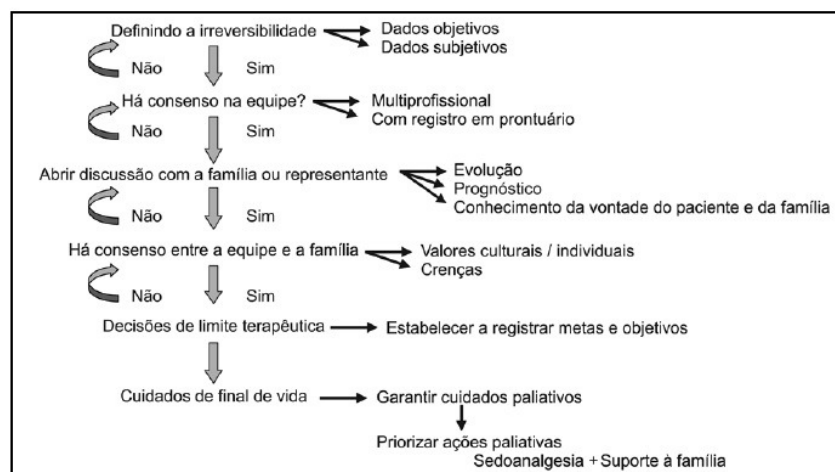 Definindo a irreversibilidade
Dados objetivos
Dados subjetivos
Não
Sim
Há consenso na equipe?
Multiprofissional
Com registro em prontuário
Não
Sim
Abrir discussão com a família ou representante
Evolução
Prognóstico
Conhecimento da vontade do paciente e da família
Não
Sim
Há consenso entre a equipe e a família
Valores culturais / individuais
Crenças
Não
Sim
Decisões de limite terapêutica
Estabelecer a registrar metas e objetivos
Cuidados de final de vida
Garantir cuidados paliativos
Priorizar ações paliativas
Sedoanalgesia + Suporte à família